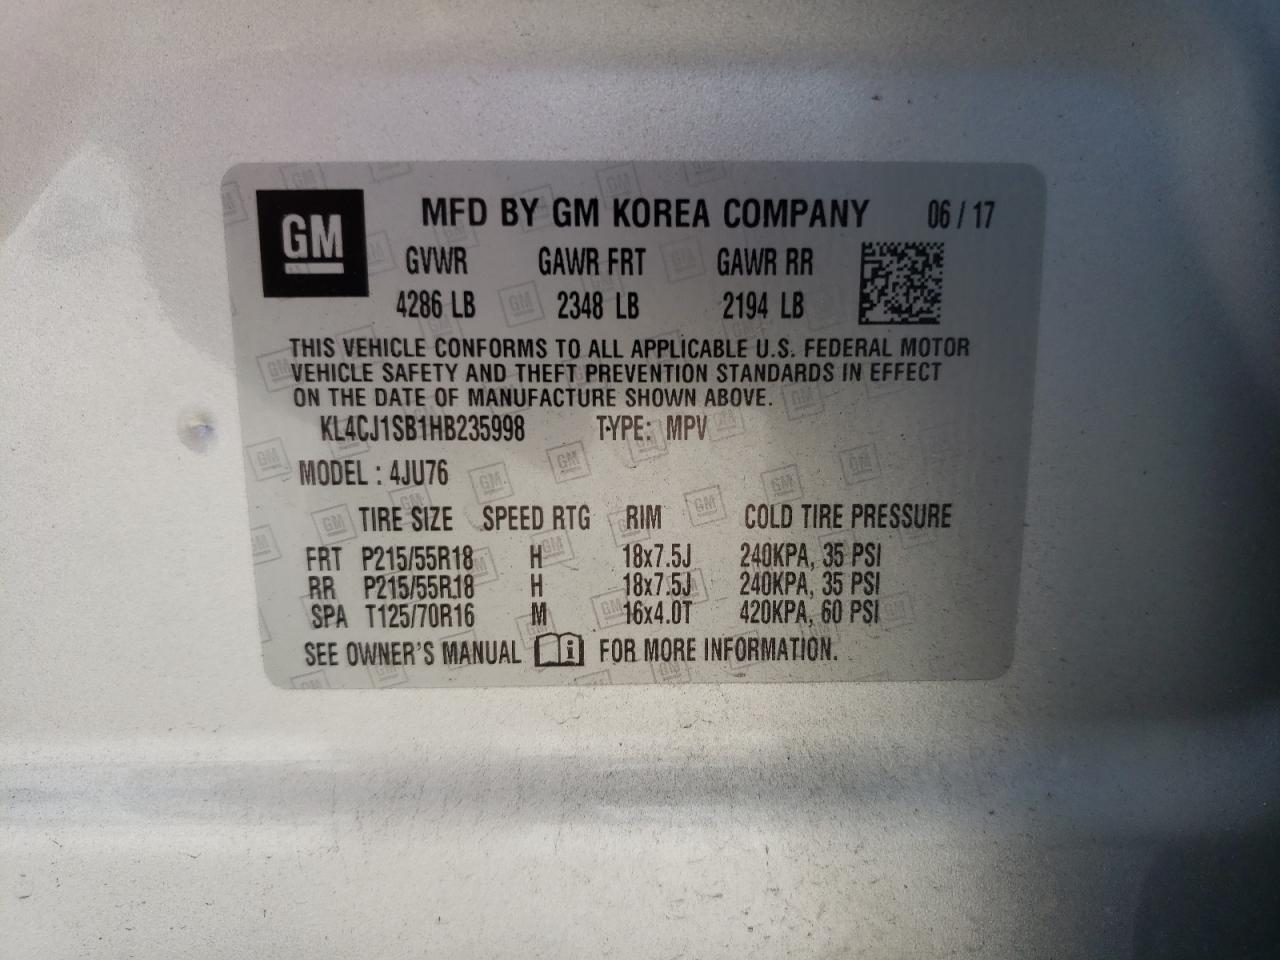 GM
MFD BY GM KOREA COMPANY 06 / 17
GVWR GAWR FRT GAWR RR
4286 LB 2348 LB 2194 LB
THIS VEHICLE CONFORMS TO ALL APPLICABLE U.S. FEDERAL MOTOR
VEHICLE SAFETY AND THEFT PREVENTION STANDARDS IN EFFECT
ON THE DATE OF MANUFACTURE SHOWN ABOVE.
KL4CJ1SB1HB235998 TYPE: MPV
MODEL : 4JU76
TIRE SIZE SPEED RTG RIM COLD TIRE PRESSURE
FRT P215/55R18 H 18x7.5J 240KPA, 35 PSI
RR P215/55R18 H 18x7.5J 240KPA, 35 PSI
SPA T125/70R16 M 16x4.0T 420KPA, 60 PSI
SEE OWNER'S MANUAL i FOR MORE INFORMATION.